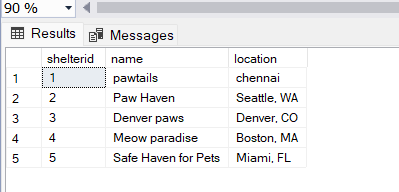 90 %
Results Messages
shelterid name location
1 1 pawtails chennai
2 2 Paw Haven Seattle, WA
3 3 Denver paws Denver, CO
4 4 Meow paradise Boston, MA
5 5 Safe Haven for Pets Miami, FL